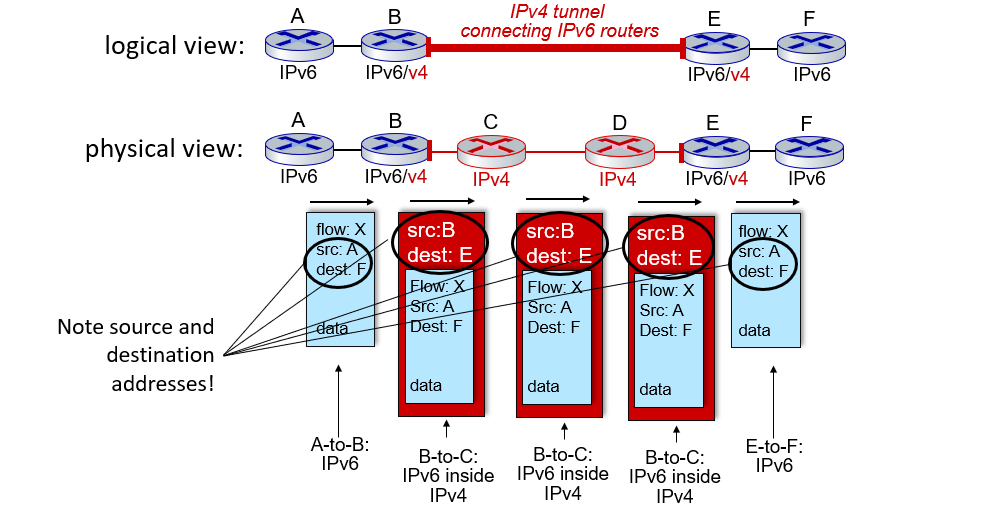 IPv4 tunnel
connecting IPv6 routers
logical view:
A
B
E
F
IPv6
IPv6/v4
IPv6/v4
IPv6
physical view:
A
B
C
D
E
F
IPv6
IPv6/v4
IPv4
IPv4
IPv6/v4
IPv6
flow: X
src: A
dest: F
data
src:B
dest: E
Flow: X
Src: A
Dest: F
data
src:B
dest: E
Flow: X
Src: A
Dest: F
data
src:B
dest: E
Flow: X
Src: A
Dest: F
data
flow: X
src: A
dest: F
data
Note source and
destination
addresses!
A-to-B:
IPv6
B-to-C:
IPv6 inside
IPv4
B-to-C:
IPv6 inside
IPv4
B-to-C:
IPv6 inside
IPv4
E-to-F:
IPv6